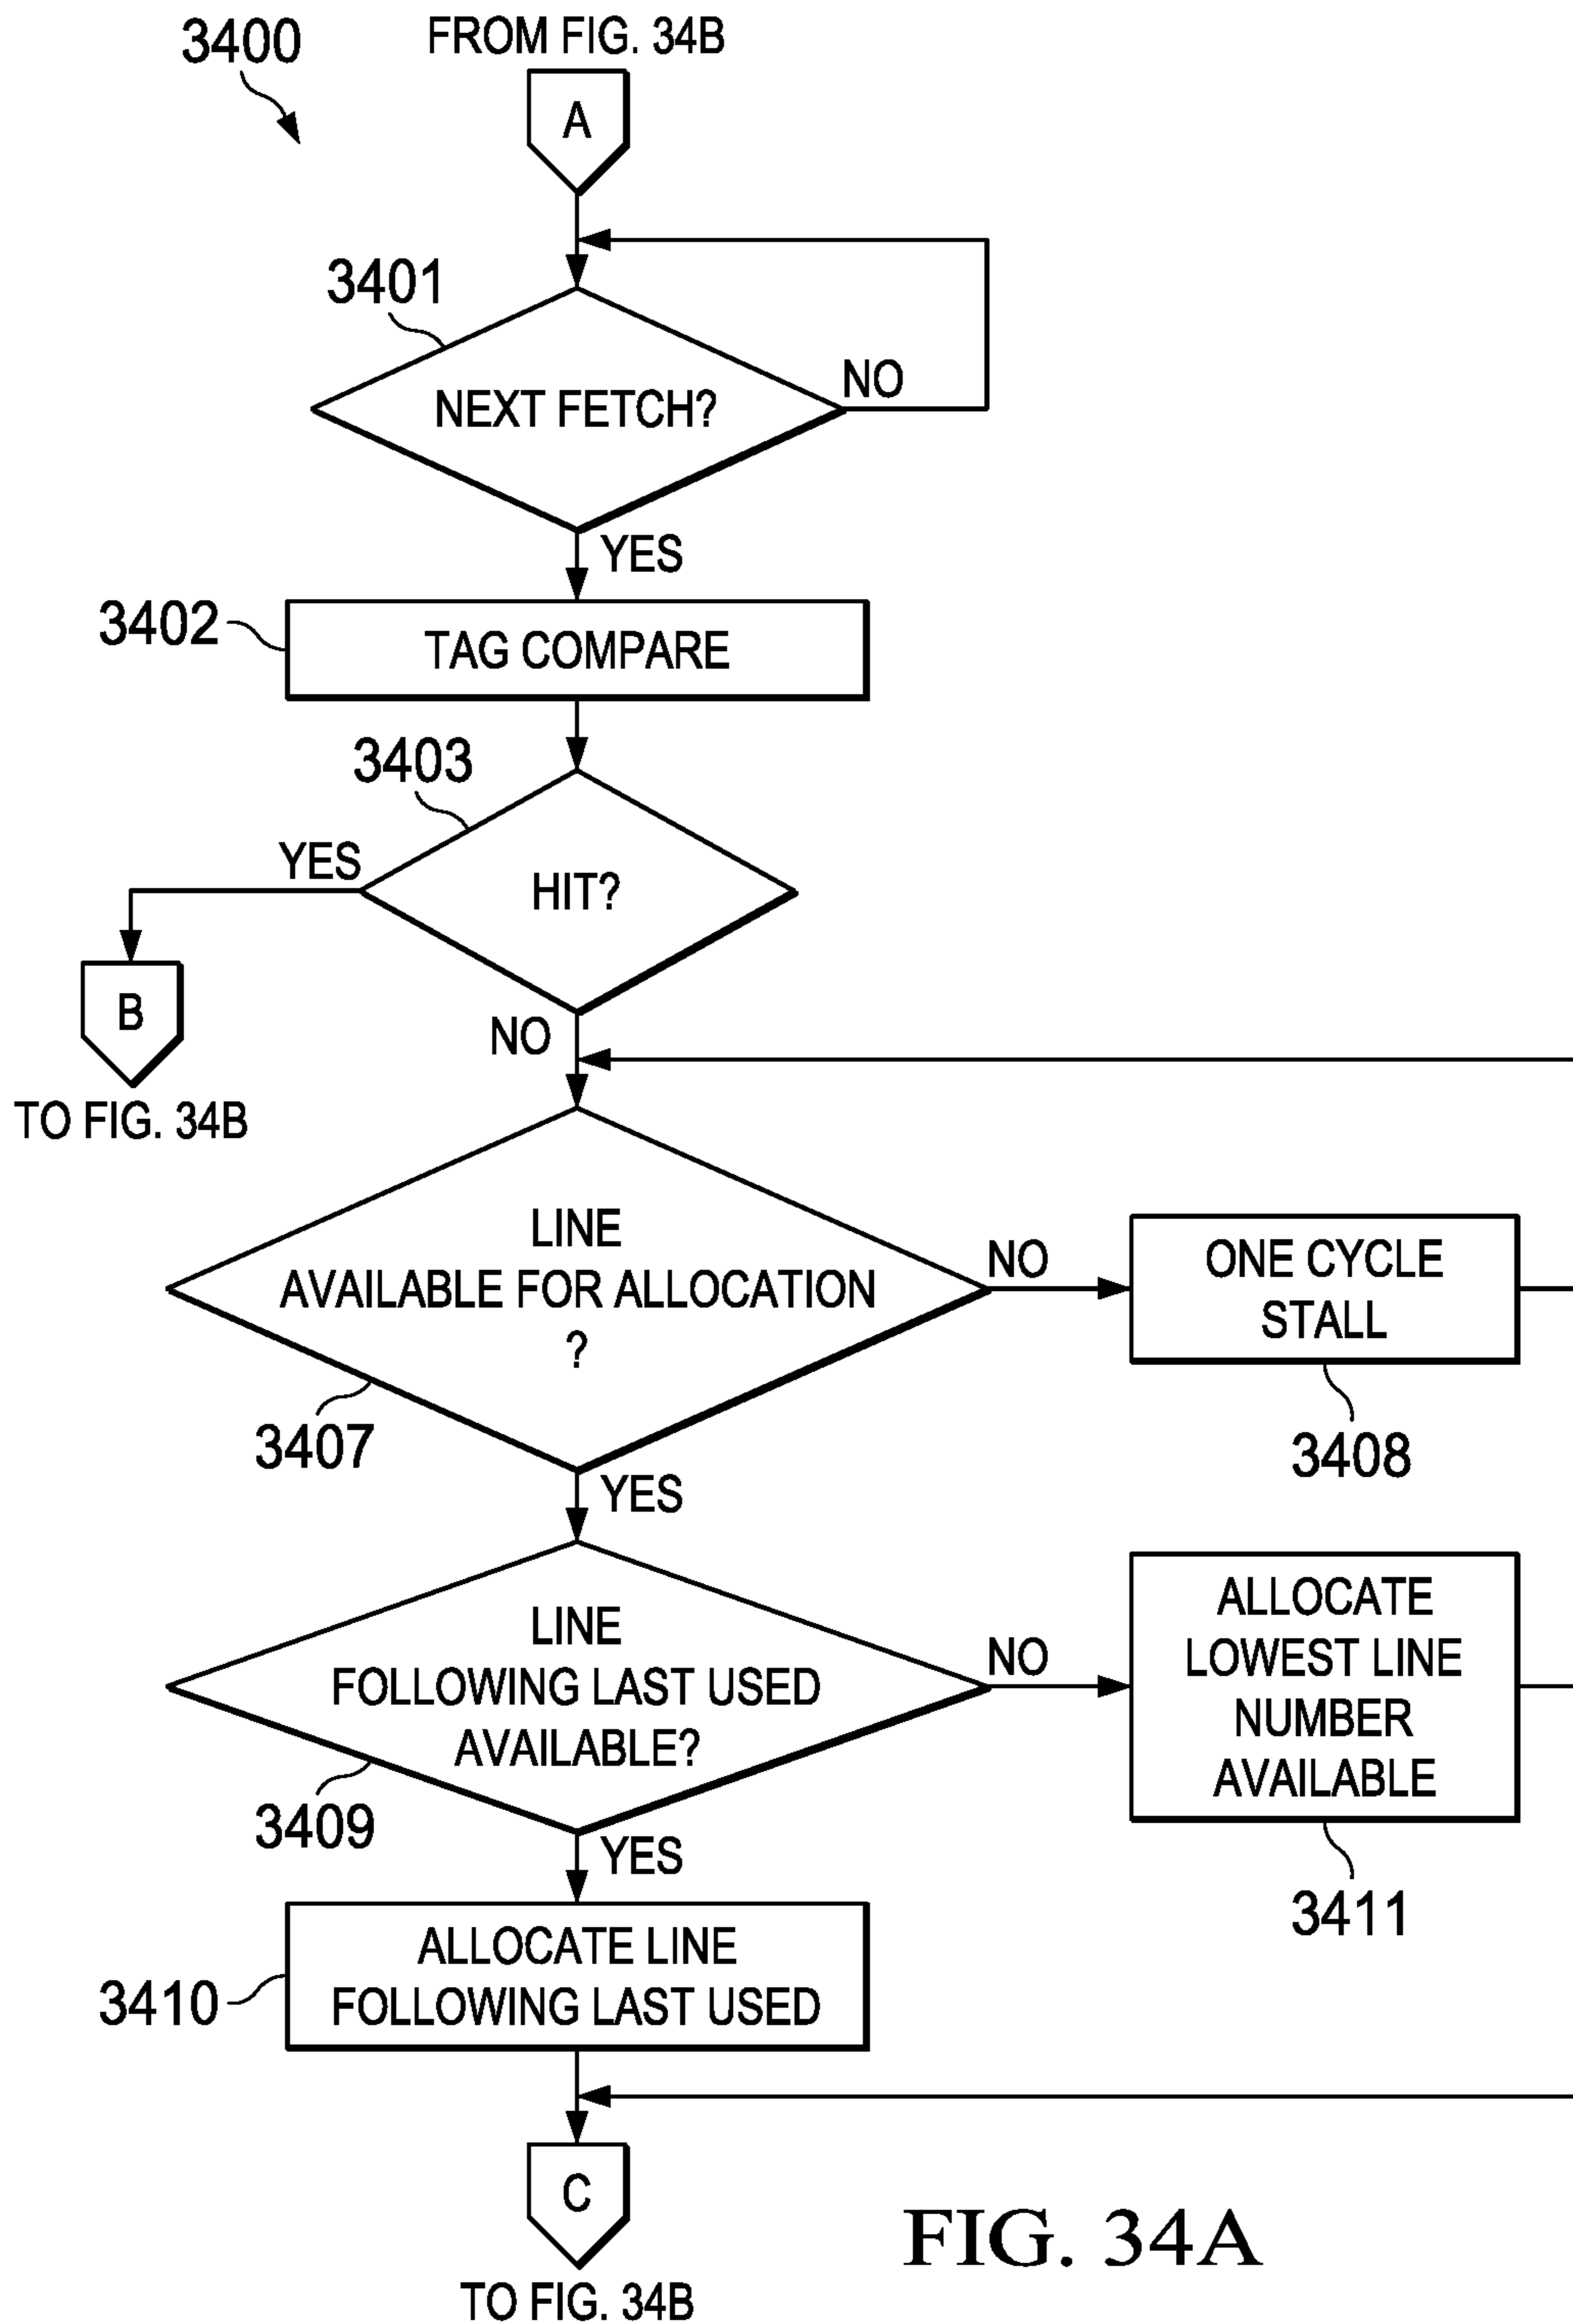 3400
FROM FIG. 34B
A
3401
NEXT FETCH?
NO
YES
3402
TAG COMPARE
3403
YES
HIT?
B
NO
TO FIG. 34B
LINE
AVAILABLE FOR ALLOCATION
?
NO
ONE CYCLE
STALL
3407
3408
YES
LINE
FOLLOWING LAST USED
AVAILABLE?
NO
ALLOCATE
LOWEST LINE
NUMBER
AVAILABLE
3409
YES
3411
3410
ALLOCATE LINE
FOLLOWING LAST USED
C
TO FIG. 34B
FIG. 34A